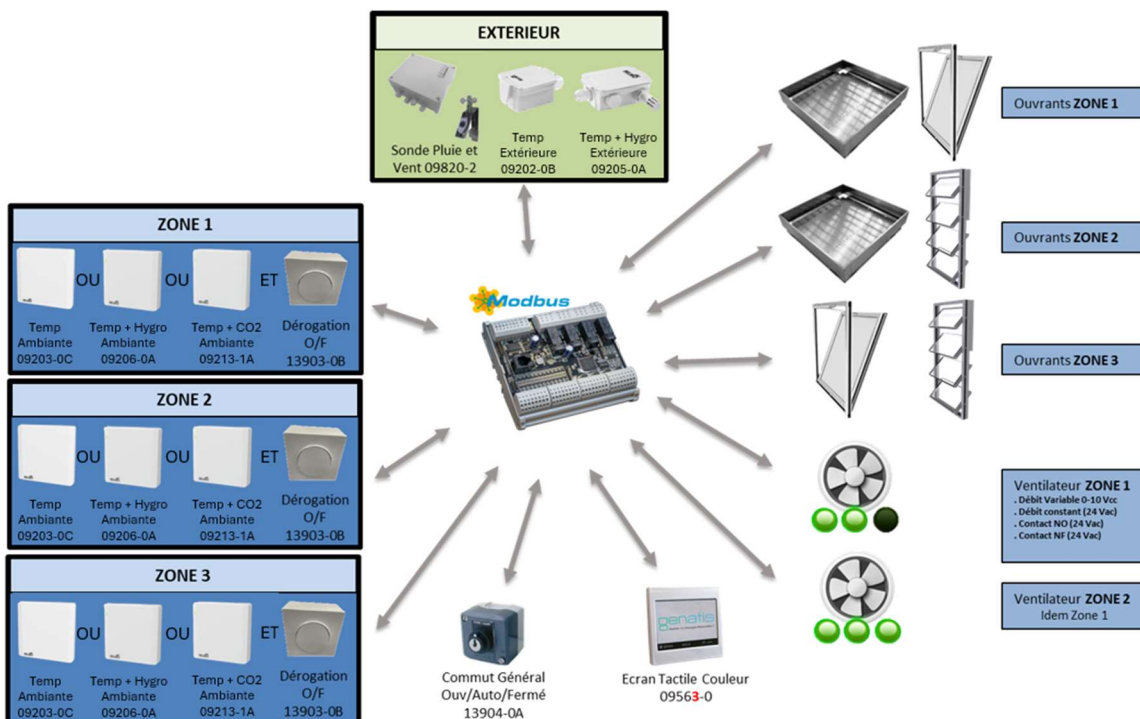 EXTERIEUR
Sonde Pluie et
Vent 09820-2
Temp
Extérieure
09202-0B
Temp + Hygro
Extérieure
09205-0A
ZONE 1
OU
OU
ET
Temp
Ambiante
09203-0C
Temp + Hygro
Ambiante
09206-0A
Temp + CO2
Ambiante
09213-1A
Dérogation
O/F
13903-0B
ZONE 2
OU
OU
ET
Temp
Ambiante
09203-0C
Temp + Hygro
Ambiante
09206-0A
Temp + CO2
Ambiante
09213-1A
Dérogation
O/F
13903-0B
ZONE 3
OU
OU
ET
Temp
Ambiante
09203-0C
Temp + Hygro
Ambiante
09206-0A
Temp + CO2
Ambiante
09213-1A
Dérogation
O/F
13903-0B
Modbus
Commut Général
Ouv/Auto/Fermé
13904-0A
genatis
Ecran Tactile Couleur
09563-0
Ouvrants ZONE 1
Ouvrants ZONE 2
Ouvrants ZONE 3
Ventilateur ZONE 1
. Débit Variable 0-10 Vcc
. Débit constant (24 Vac)
. Contact NO (24 Vac)
. Contact NF (24 Vac)
Ventilateur ZONE 2
Idem Zone 1